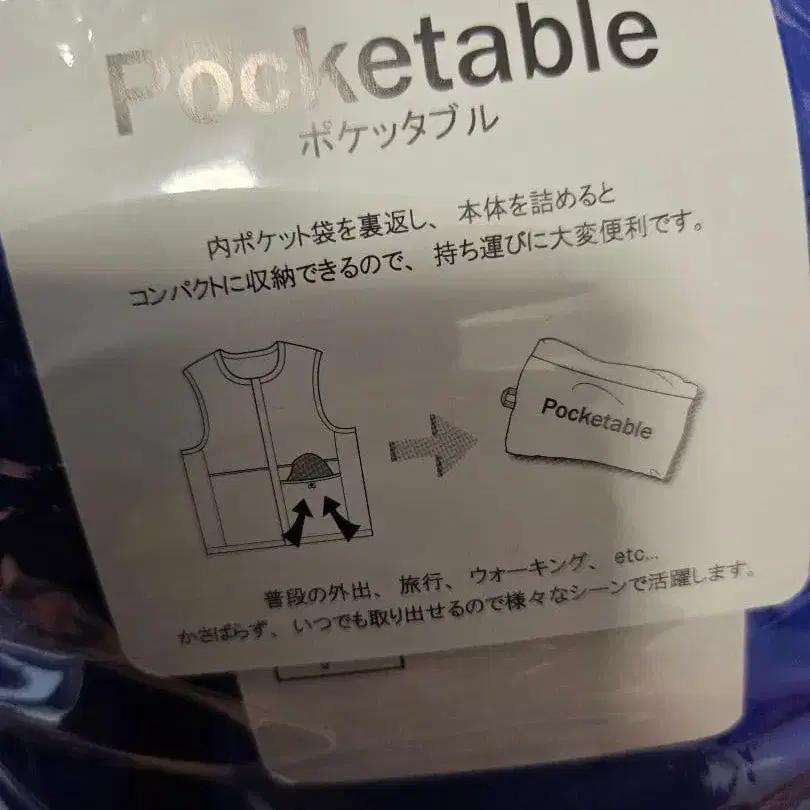 Pocketable
ポケッタブル
内ポケット袋を裏返し、本体を詰めると
コンパクトに収納できるので、持ち運びに大変便利です。
Pocketable
普段の外出、旅行、ウォーキング、etc...
かさばらず、いつでも取り出せるので様々なシーンで活躍します。